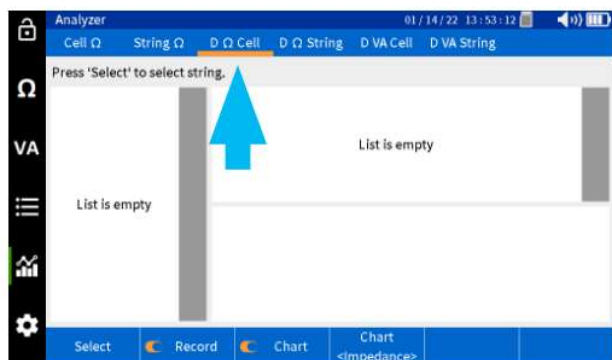 Analyzer 01/14/22 13:53:12
Cell Ω String Ω D Ω Cell D Ω String D VA Cell D VA String
Press 'Select' to select string.
Ω
VA
List is empty
List is empty
Select Record Chart Chart
<Impedance>